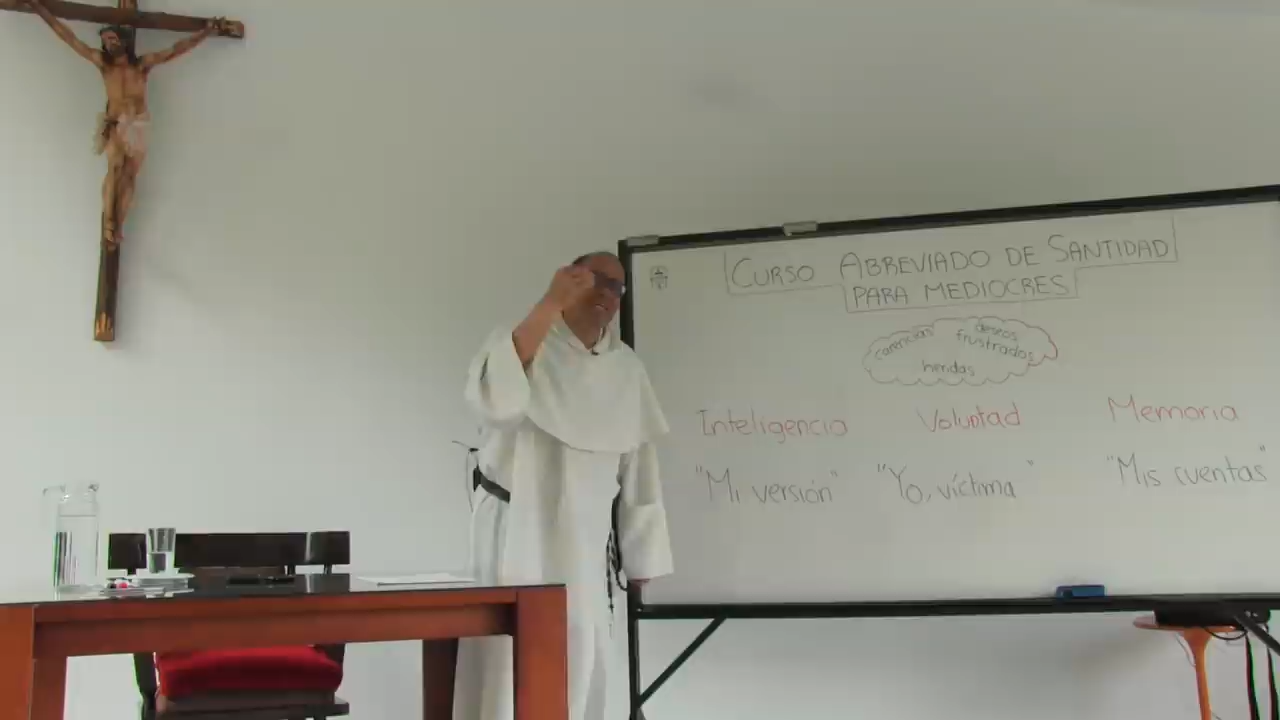 CURSO ABREVIADO DE SANTIDAD
PARA MEDIOCRES
carencias deseos
frustrados
heridas
Inteligencia Voluntad Memoria
"Mi versión" "Yo, víctima" "Mis cuentas"